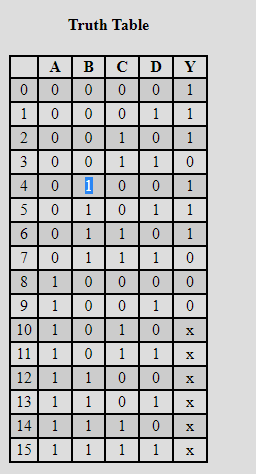 Truth Table
A B C D Y
0 0 0 0 0 1
1 0 0 0 1 1
2 0 0 1 0 1
3 0 0 1 1 0
4 0 1 0 0 1
5 0 1 0 1 1
6 0 1 1 0 1
7 0 1 1 1 0
8 1 0 0 0 0
9 1 0 0 1 0
10 1 0 1 0 x
11 1 0 1 1 x
12 1 1 0 0 x
13 1 1 0 1 x
14 1 1 1 0 x
15 1 1 1 1 x